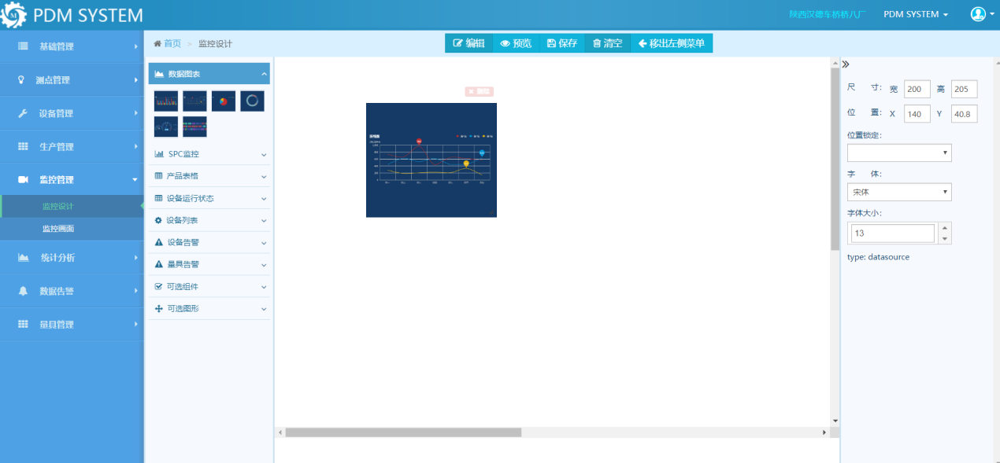 PDM SYSTEM
陕西汉德车桥桥八厂
PDM SYSTEM
基础管理
测点管理
设备管理
生产管理
监控管理
监控设计
监控画面
统计分析
数据告警
量具管理
首页 > 监控设计
编辑
预览
保存
清空
移出左侧菜单
数据图表
SPC监控
产品表格
设备运行状态
设备列表
设备告警
量具告警
可选组件
可选图形
删除
折线图
尺 寸: 宽 200 高 205
位 置: X 140 Y 40.8
位置锁定:
字 体:
宋体
字体大小:
13
type: datasource